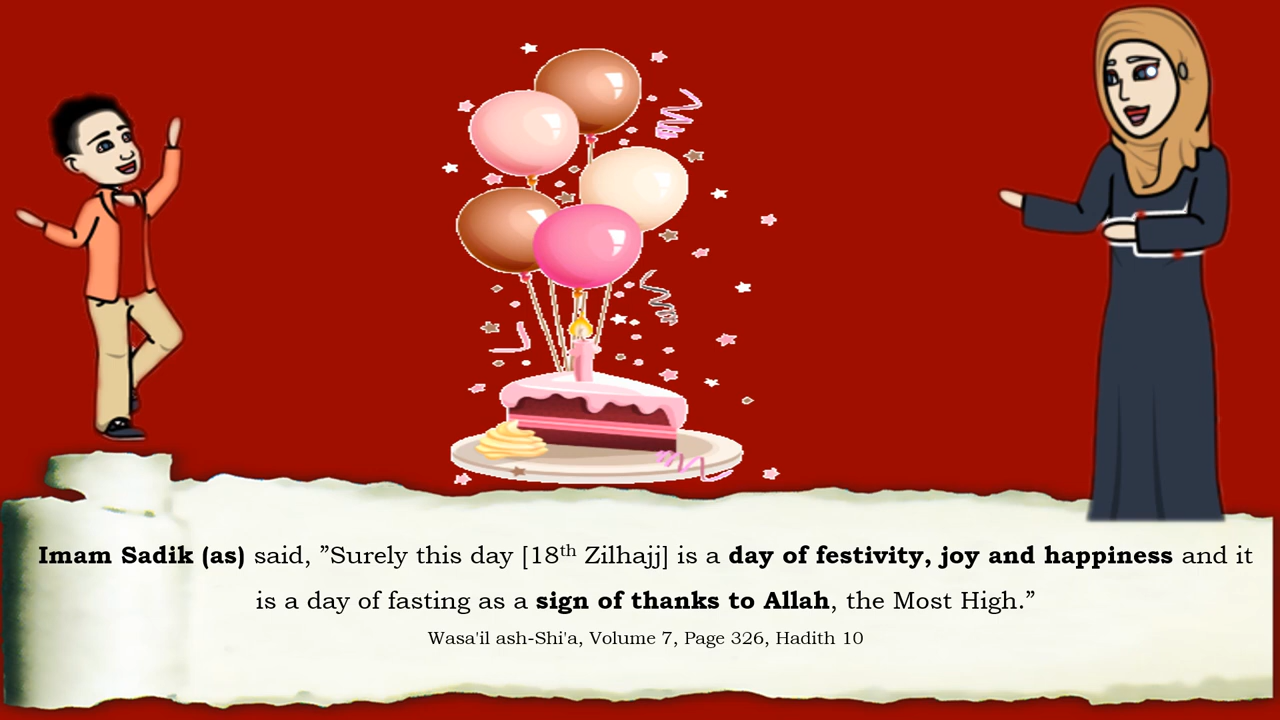 Imam Sadik (as) said, ”Surely this day [18th Zilhajj] is a day of festivity, joy and happiness and it
is a day of fasting as a sign of thanks to Allah, the Most High.”
Wasa'il ash-Shi'a, Volume 7, Page 326, Hadith 10